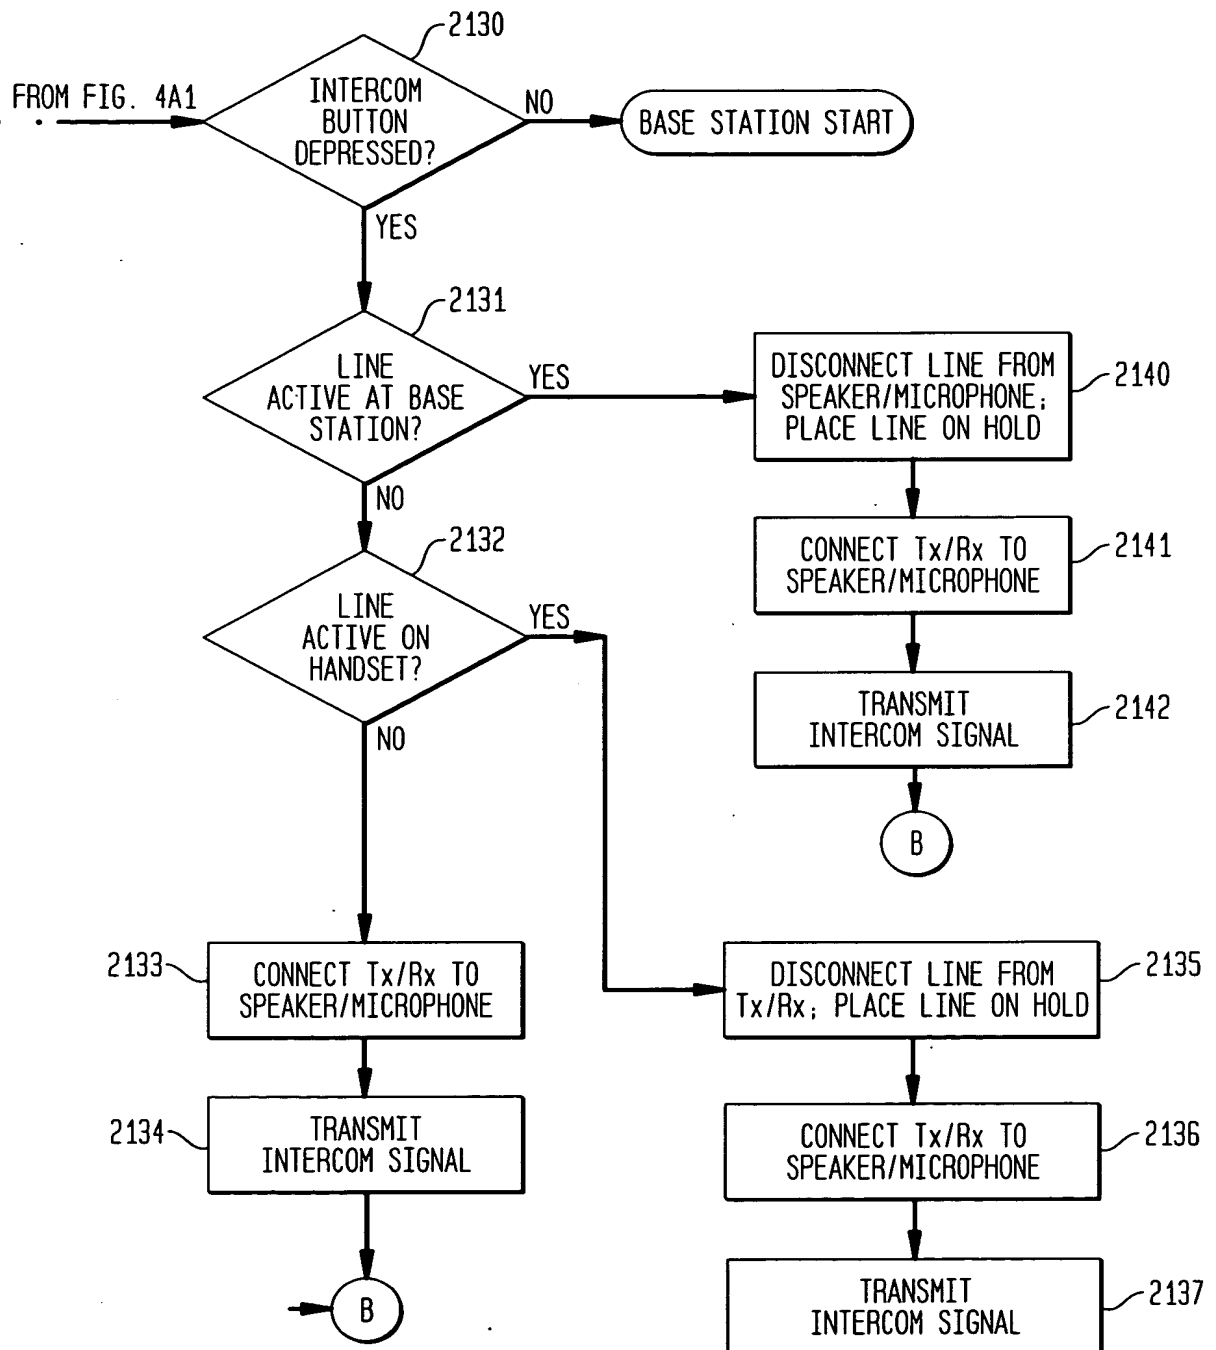 2130
FROM FIG. 4A1
INTERCOM
BUTTON
DEPRESSED?
NO
BASE STATION START
YES
2131
LINE
ACTIVE AT BASE
STATION?
YES
NO
DISCONNECT LINE FROM
SPEAKER/MICROPHONE;
PLACE LINE ON HOLD
2140
CONNECT Tx/Rx TO
SPEAKER/MICROPHONE
2141
TRANSMIT
INTERCOM SIGNAL
2142
B
2132
LINE
ACTIVE ON
HANDSET?
YES
NO
2133
CONNECT Tx/Rx TO
SPEAKER/MICROPHONE
2134
TRANSMIT
INTERCOM SIGNAL
B
DISCONNECT LINE FROM
Tx/Rx; PLACE LINE ON HOLD
2135
CONNECT Tx/Rx TO
SPEAKER/MICROPHONE
2136
TRANSMIT
INTERCOM SIGNAL
2137